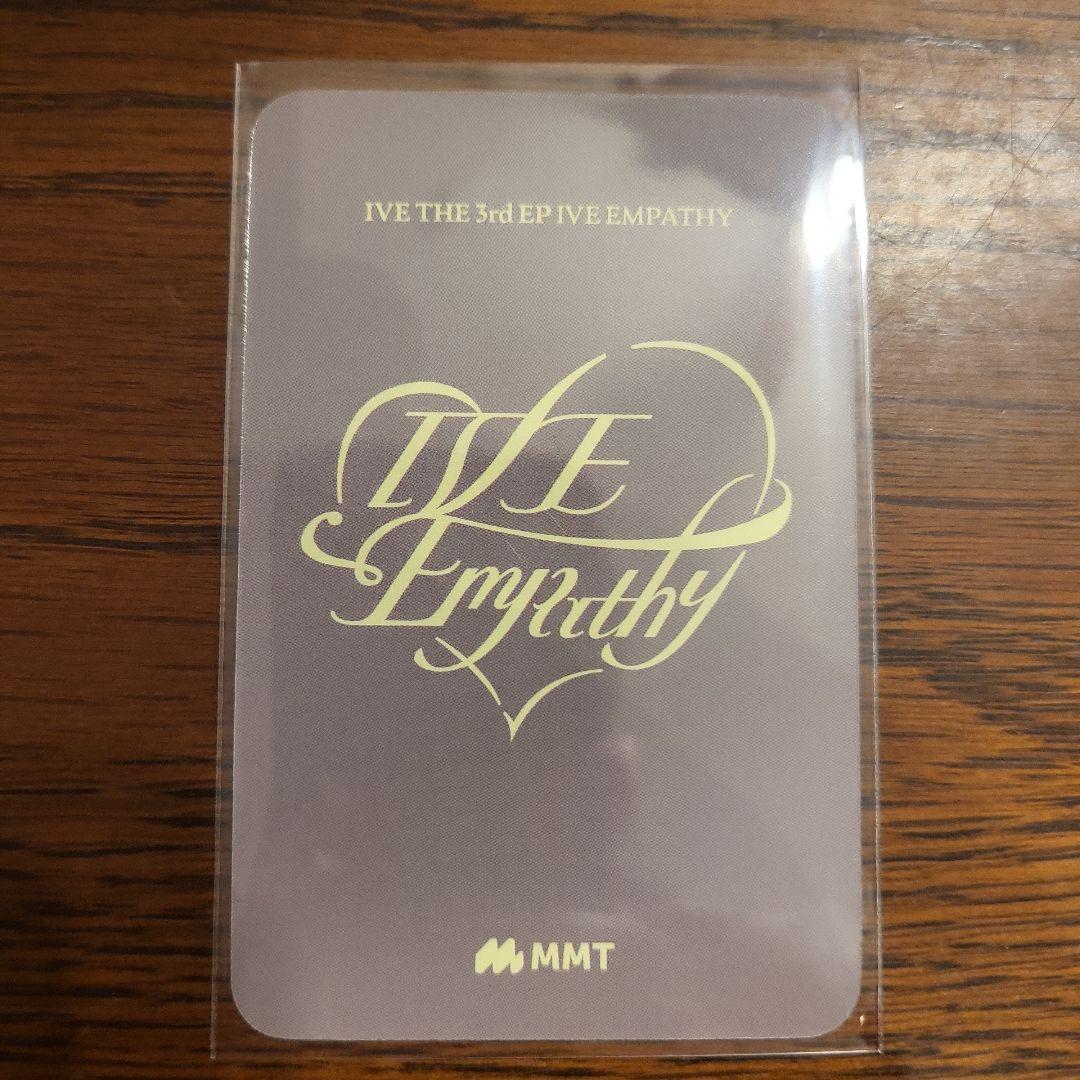 IVE THE 3rd EP IVE EMPATHY
IVE
Empathy
MMT